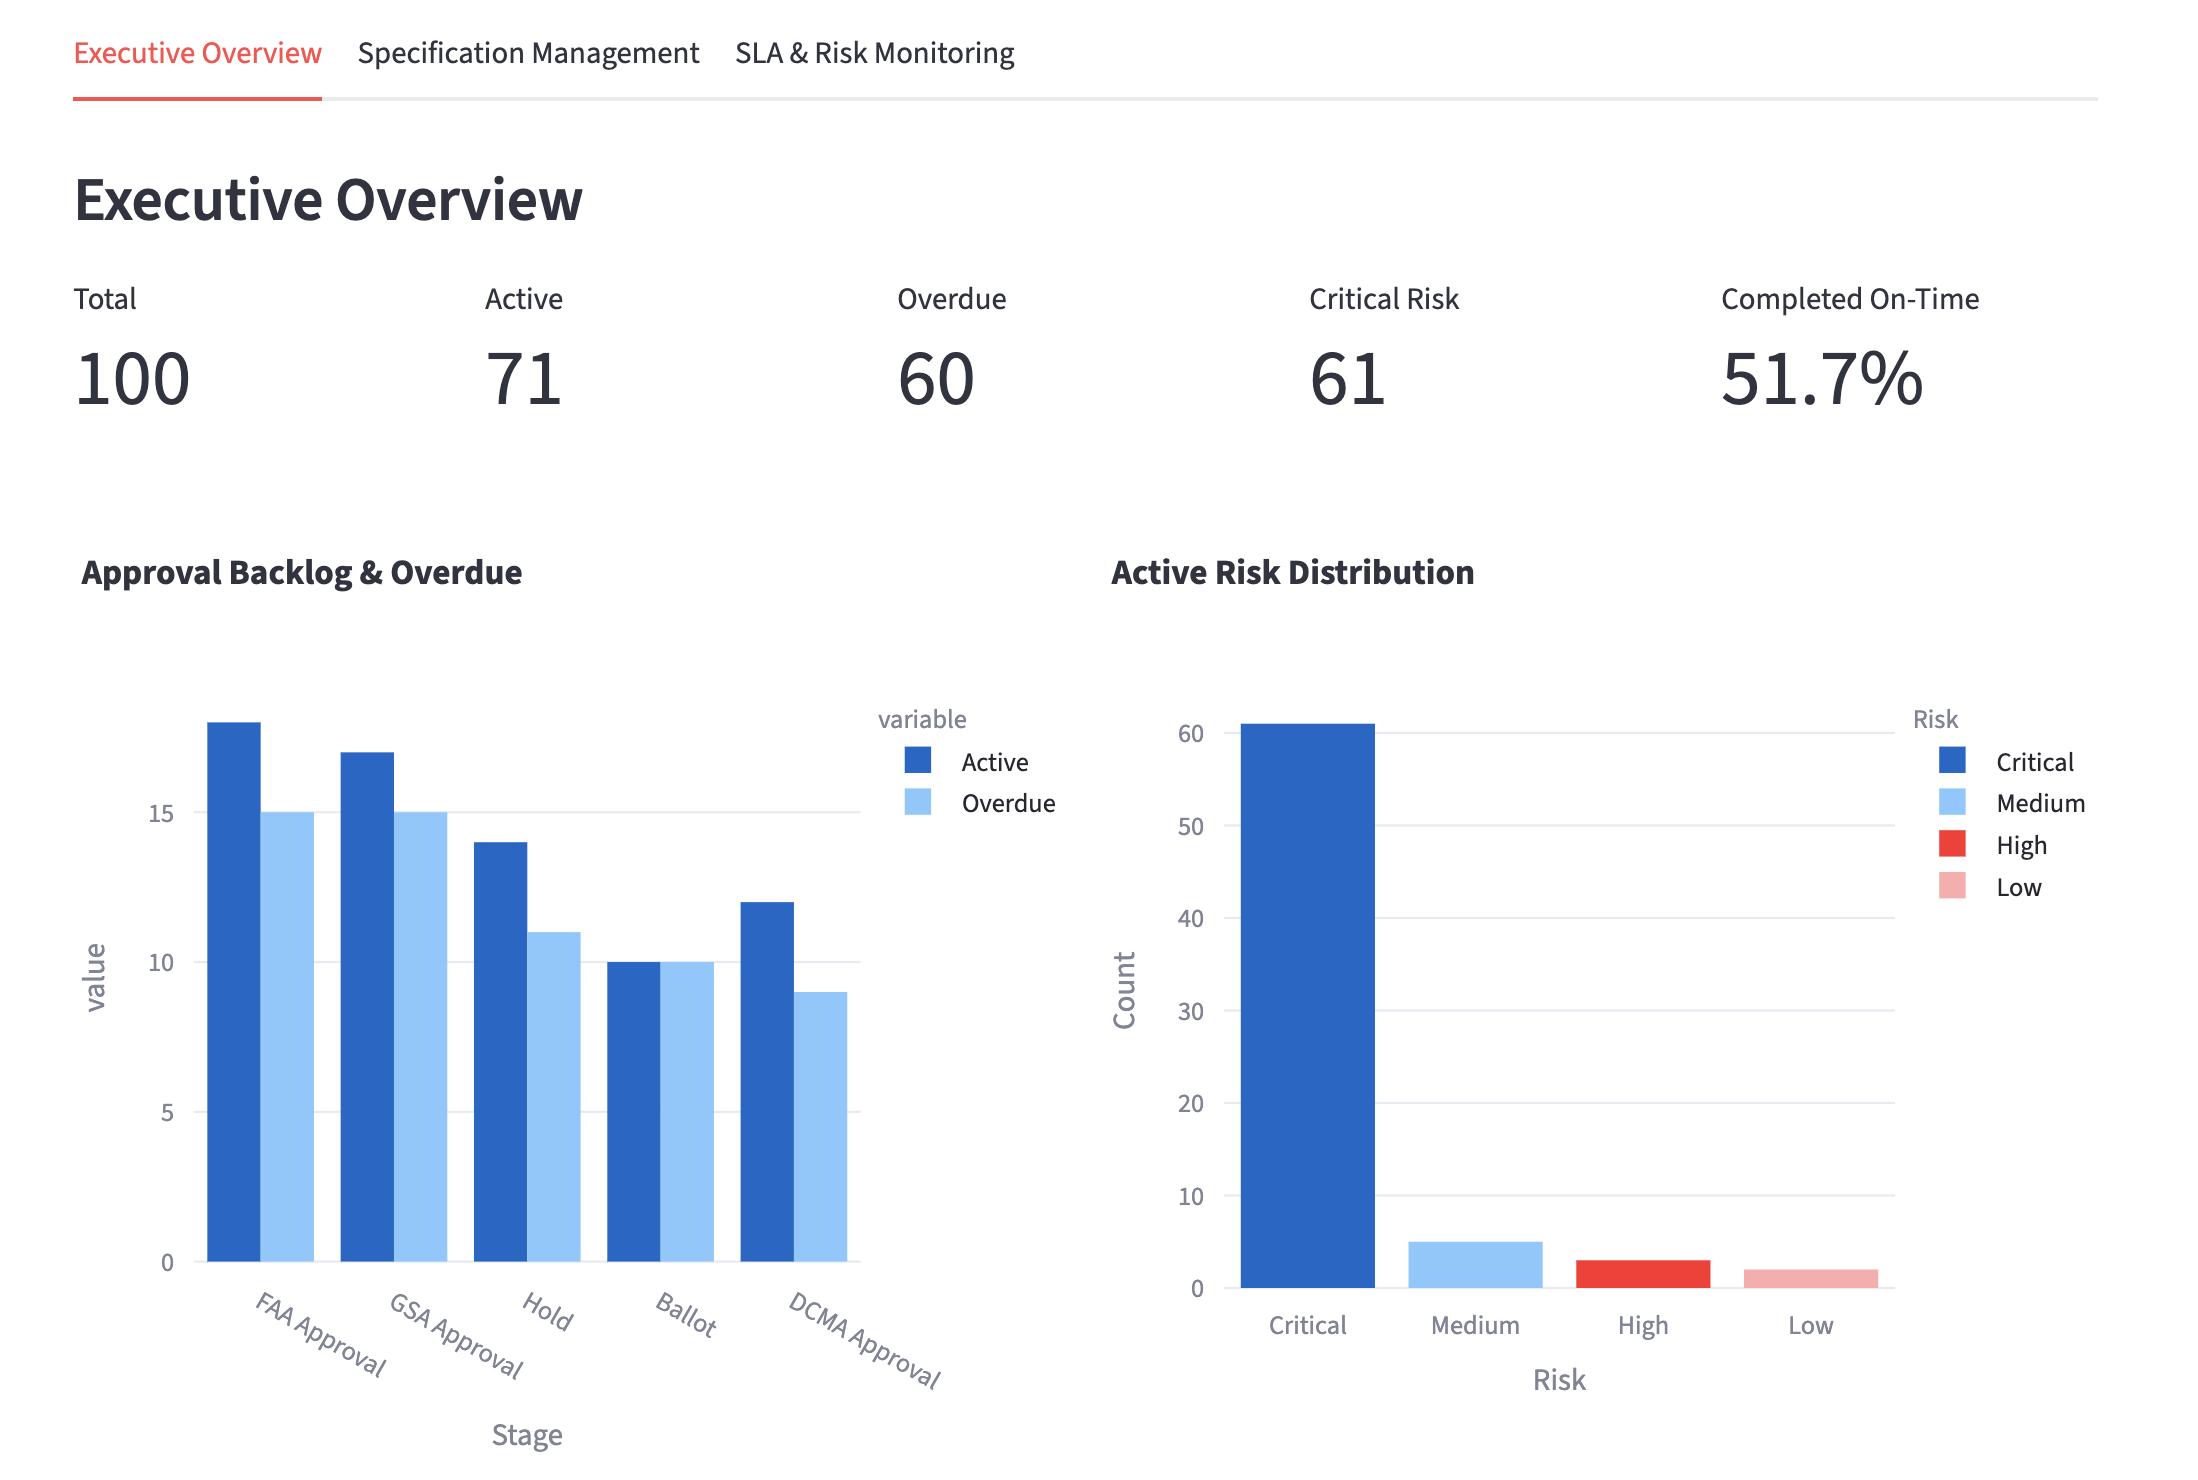 Executive Overview Specification Management SLA & Risk Monitoring
Executive Overview
Total Active Overdue Critical Risk Completed On-Time
100 71 60 61 51.7%
Approval Backlog & Overdue
variable
Active
Overdue
value
15
10
5
0
FAA Approval
GSA Approval
Hold
Ballot
DCMA Approval
Stage
Active Risk Distribution
Risk
Critical
Medium
High
Low
Count
60
50
40
30
20
10
0
Critical Medium High Low
Risk